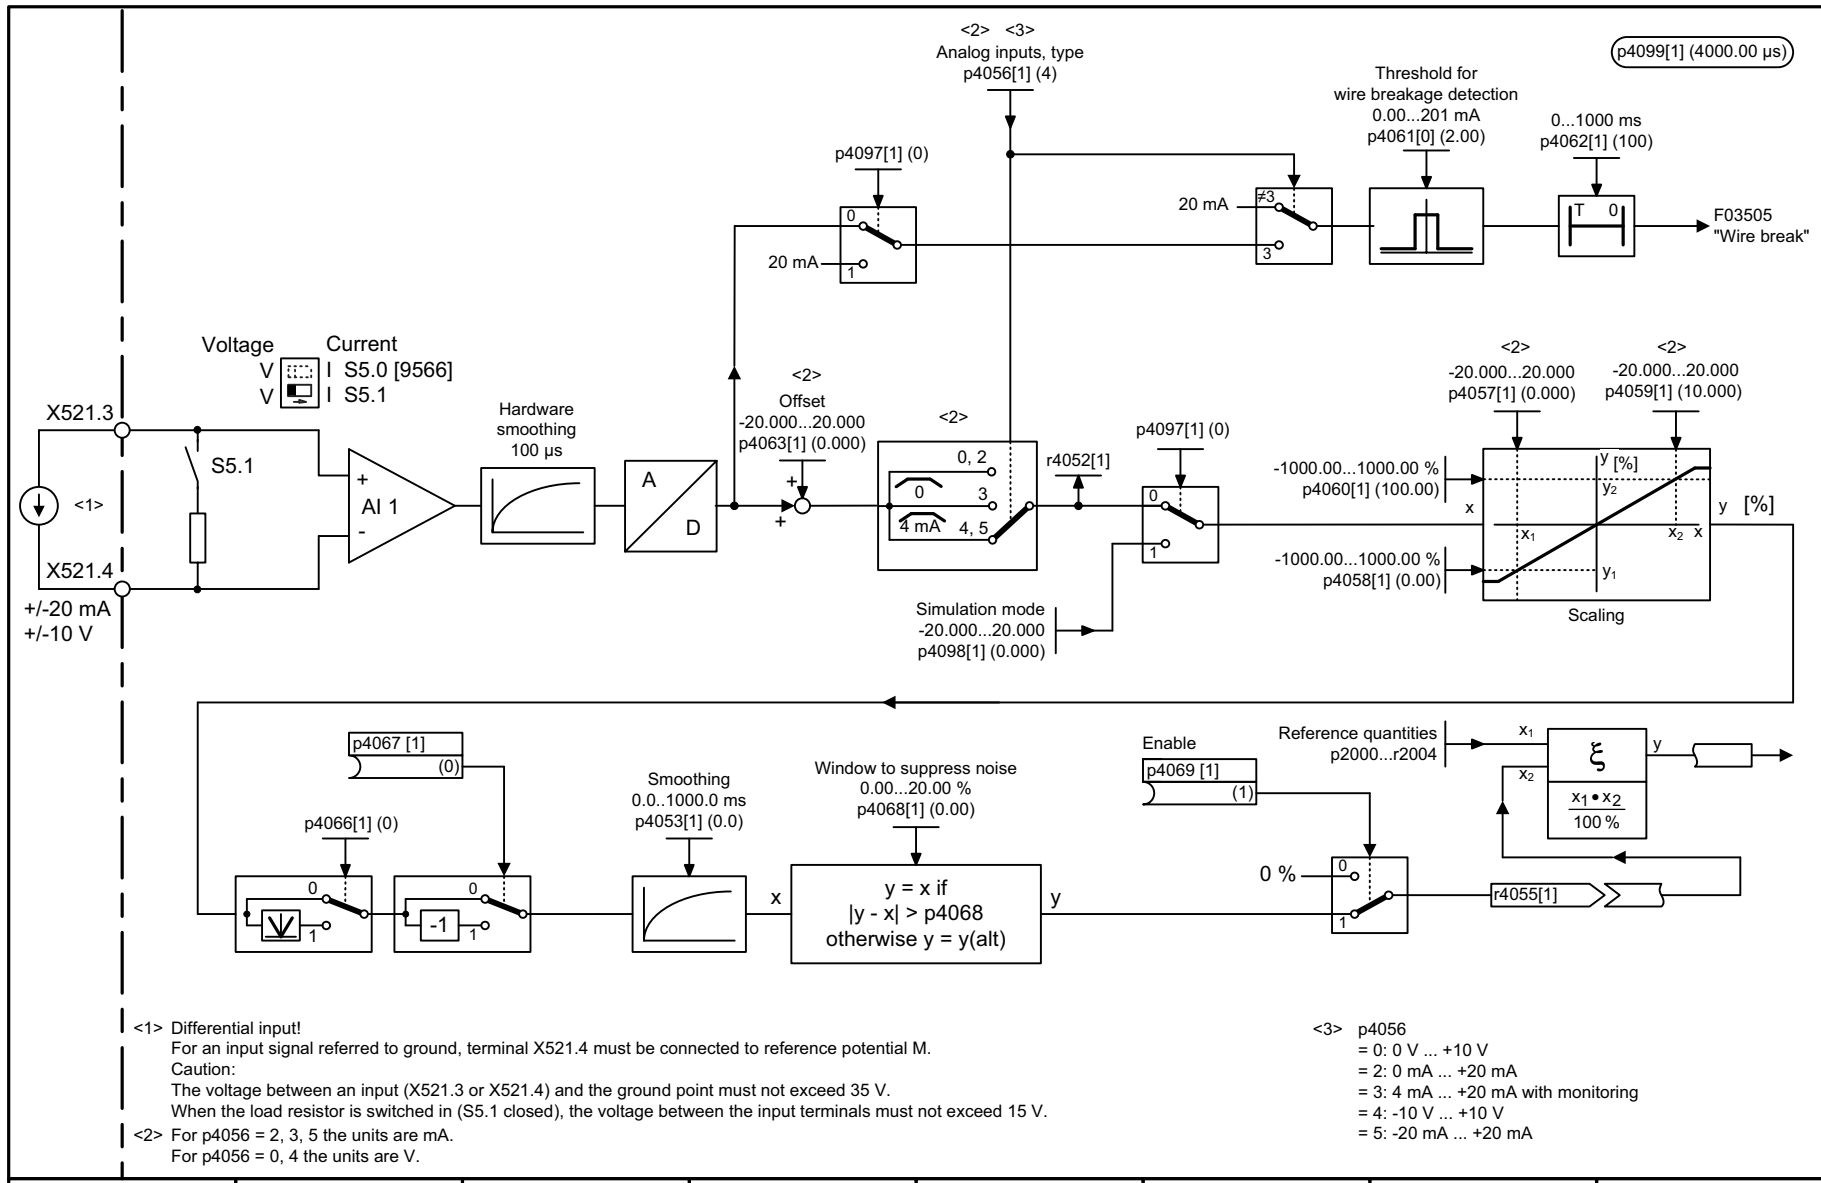 <2> <3>
Analog inputs, type
p4056[1] (4)
p4099[1] (4000.00 µs)
Threshold for
wire breakage detection
0.00...201 mA
p4061[0] (2.00)
0...1000 ms
p4062[1] (100)
p4097[1] (0)
0
20 mA
1
20 mA
≠3
3
T 0
F03505
"Wire break"
Voltage Current
V I S5.0 [9566]
V I S5.1
X521.3
S5.1
<1>
X521.4
+/-20 mA
+/-10 V
+
AI 1
-
Hardware
smoothing
100 µs
A
D
<2>
Offset
-20.000...20.000
p4063[1] (0.000)
+
+
<2>
0, 2
0
3
4 mA
4, 5
r4052[1]
p4097[1] (0)
0
1
Simulation mode
-20.000...20.000
p4098[1] (0.000)
<2>
-20.000...20.000
p4057[1] (0.000)
<2>
-20.000...20.000
p4059[1] (10.000)
-1000.00...1000.00 %
p4060[1] (100.00)
x
-1000.00...1000.00 %
p4058[1] (0.00)
y [%]
y2
x1
x2 x
y1
y [%]
Scaling
p4067 [1]
(0)
p4066[1] (0)
0
1
0
-1
1
Smoothing
0.0..1000.0 ms
p4053[1] (0.0)
Window to suppress noise
0.00...20.00 %
p4068[1] (0.00)
x
y = x if
|y - x| > p4068
otherwise y = y(alt)
y
Enable
p4069 [1]
(1)
0 %
0
1
Reference quantities
p2000...r2004
x1
x2
ξ
x1 • x2
100 %
y
r4055[1]
<1> Differential input!
For an input signal referred to ground, terminal X521.4 must be connected to reference potential M.
Caution:
The voltage between an input (X521.3 or X521.4) and the ground point must not exceed 35 V.
When the load resistor is switched in (S5.1 closed), the voltage between the input terminals must not exceed 15 V.
<2> For p4056 = 2, 3, 5 the units are mA.
For p4056 = 0, 4 the units are V.
<3> p4056
= 0: 0 V ... +10 V
= 2: 0 mA ... +20 mA
= 3: 4 mA ... +20 mA with monitoring
= 4: -10 V ... +10 V
= 5: -20 mA ... +20 mA